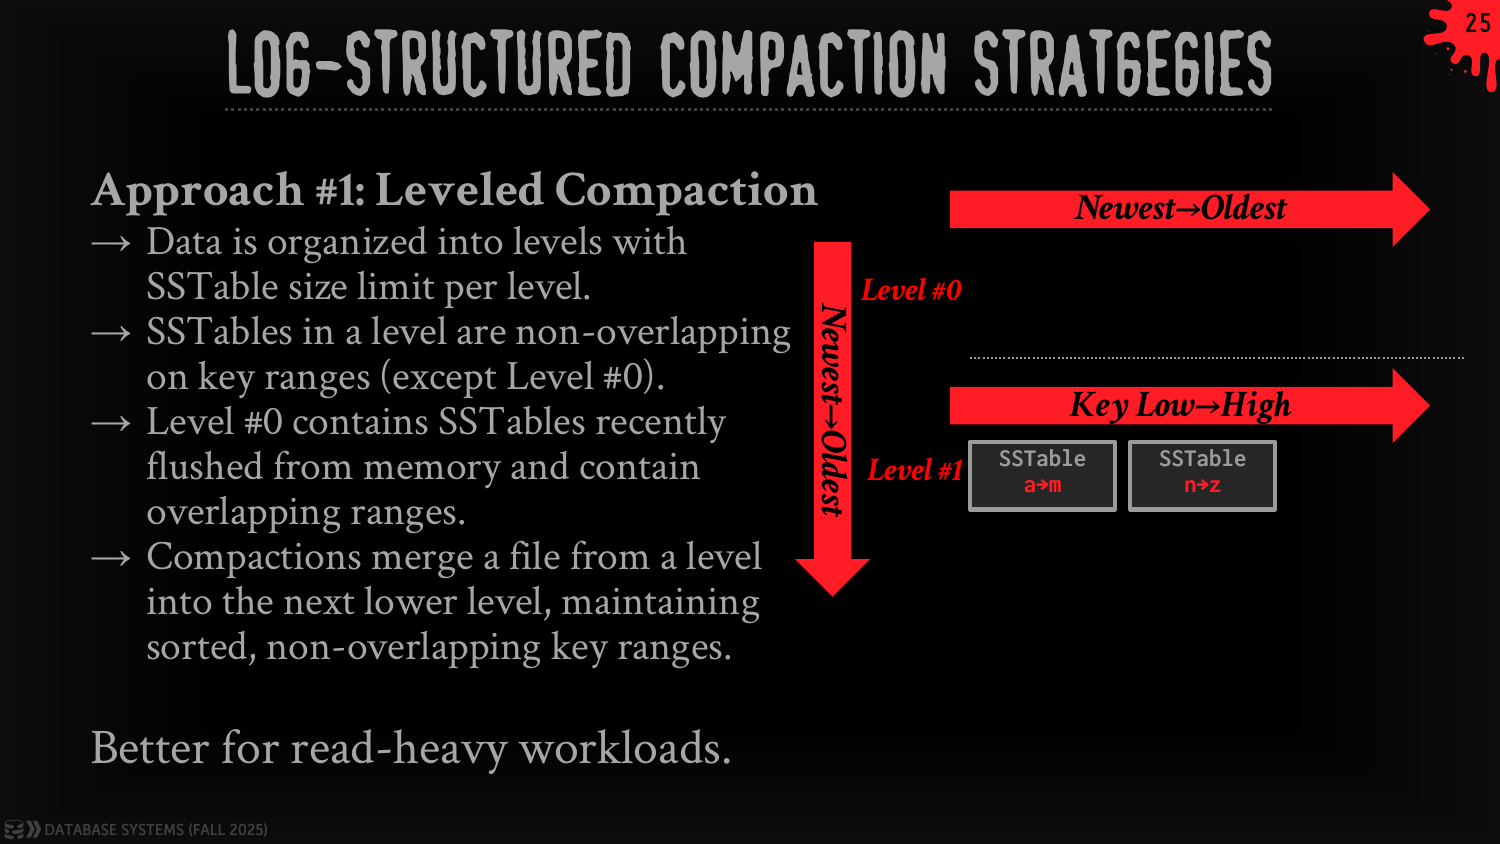 25
LOG-STRUCTURED COMPACTION STRATGEGIES
Approach #1: Leveled Compaction
→ Data is organized into levels with
SSTable size limit per level.
→ SSTables in a level are non-overlapping
on key ranges (except Level #0).
→ Level #0 contains SSTables recently
flushed from memory and contain
overlapping ranges.
→ Compactions merge a file from a level
into the next lower level, maintaining
sorted, non-overlapping key ranges.
Better for read-heavy workloads.
Newest→Oldest
Newest→Oldest
Level #0
Key Low→High
Level #1
SSTable
a→m
SSTable
n→z
DATABASE SYSTEMS (FALL 2025)